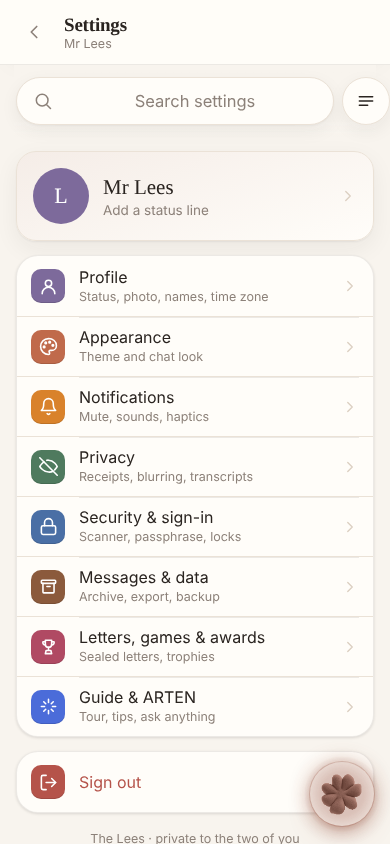 Settings
Mr Lees
Search settings
L
Mr Lees
Add a status line
Profile
Status, photo, names, time zone
Appearance
Theme and chat look
Notifications
Mute, sounds, haptics
Privacy
Receipts, blurring, transcripts
Security & sign-in
Scanner, passphrase, locks
Messages & data
Archive, export, backup
Letters, games & awards
Sealed letters, trophies
Guide & ARTEN
Tour, tips, ask anything
Sign out
The Lees · private to the two of you